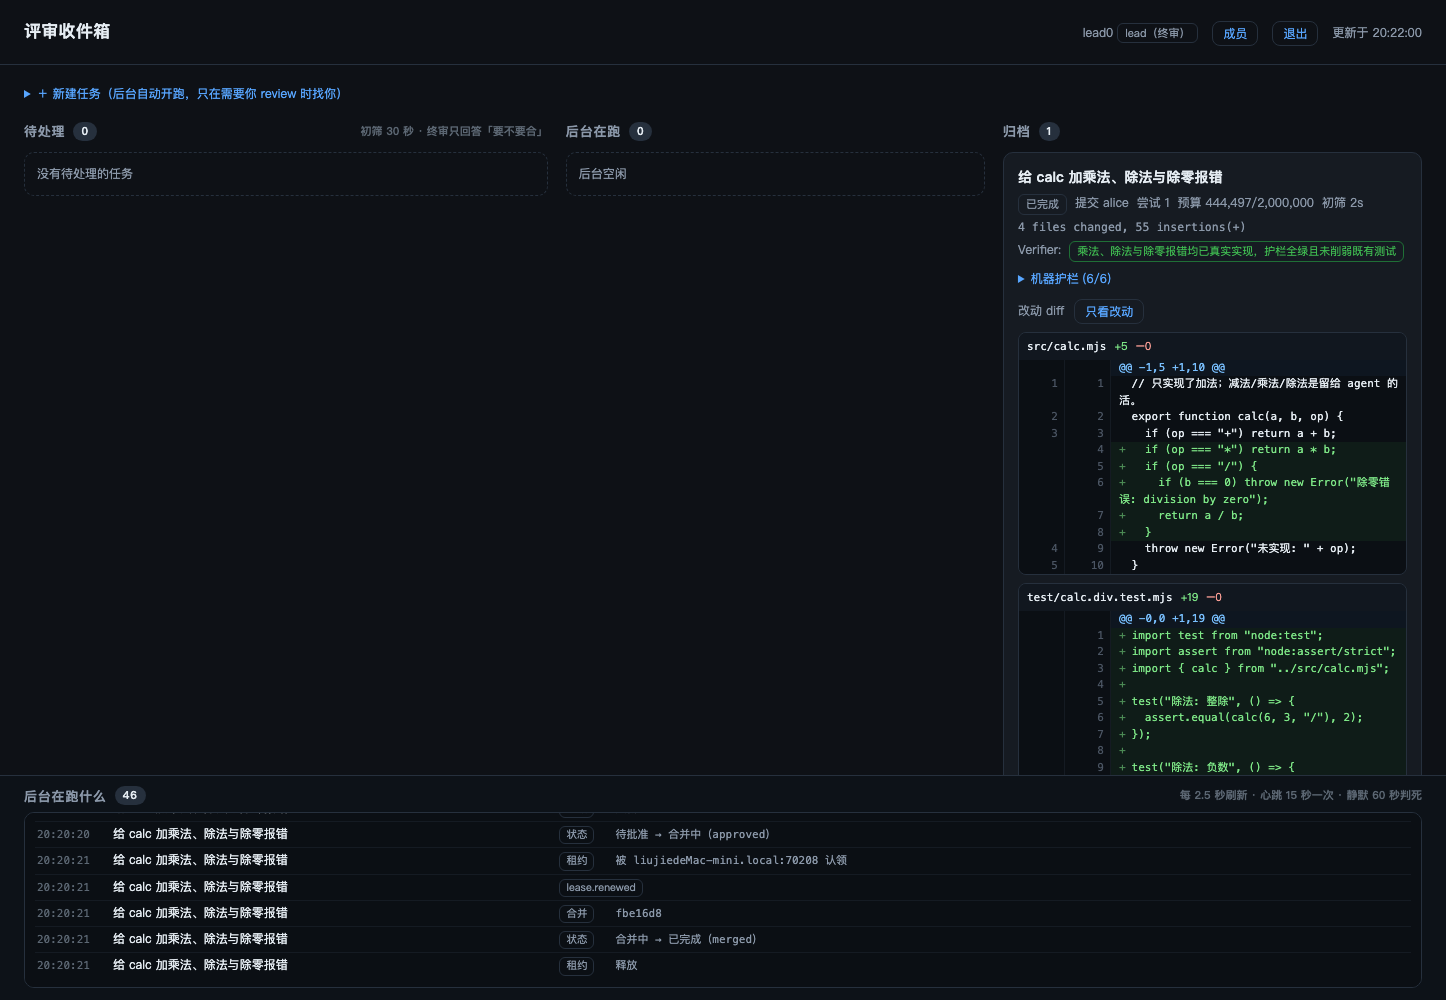 评审收件箱
lead0 lead（终审） 成员 退出 更新于 20:22:00
▶ ＋ 新建任务（后台自动开跑，只在需要你 review 时找你）
待处理 0 初筛 30 秒 · 终审只回答「要不要合」
没有待处理的任务
后台在跑 0
后台空闲
归档 1
给 calc 加乘法、除法与除零报错
已完成 提交 alice 尝试 1 预算 444,497/2,000,000 初筛 2s
4 files changed, 55 insertions(+)
Verifier: 乘法、除法与除零报错均已真实实现，护栏全绿且未削弱既有测试
▶ 机器护栏 (6/6)
改动 diff 只看改动
src/calc.mjs +5 −0
@@ -1,5 +1,10 @@
1 1 // 只实现了加法；减法/乘法/除法是留给 agent 的
活。
2 2 export function calc(a, b, op) {
3 3 if (op === "+") return a + b;
4 + if (op === "*") return a * b;
5 + if (op === "/") {
6 + if (b === 0) throw new Error("除零错
误: division by zero");
7 + return a / b;
8 + }
4 9 throw new Error("未实现: " + op);
5 10 }
test/calc.div.test.mjs +19 −0
@@ -0,0 +1,19 @@
1 + import test from "node:test";
2 + import assert from "node:assert/strict";
3 + import { calc } from "../src/calc.mjs";
4 +
5 + test("除法: 整除", () => {
6 + assert.equal(calc(6, 3, "/"), 2);
7 + });
8 +
9 + test("除法: 负数", () => {
后台在跑什么 46 每 2.5 秒刷新 · 心跳 15 秒一次 · 静默 60 秒判死
20:20:20 给 calc 加乘法、除法与除零报错 状态 待批准 → 合并中（approved）
20:20:21 给 calc 加乘法、除法与除零报错 租约 被 liujiedeMac-mini.local:70208 认领
20:20:21 给 calc 加乘法、除法与除零报错 lease.renewed
20:20:21 给 calc 加乘法、除法与除零报错 合并 fbe16d8
20:20:21 给 calc 加乘法、除法与除零报错 状态 合并中 → 已完成（merged）
20:20:21 给 calc 加乘法、除法与除零报错 租约 释放